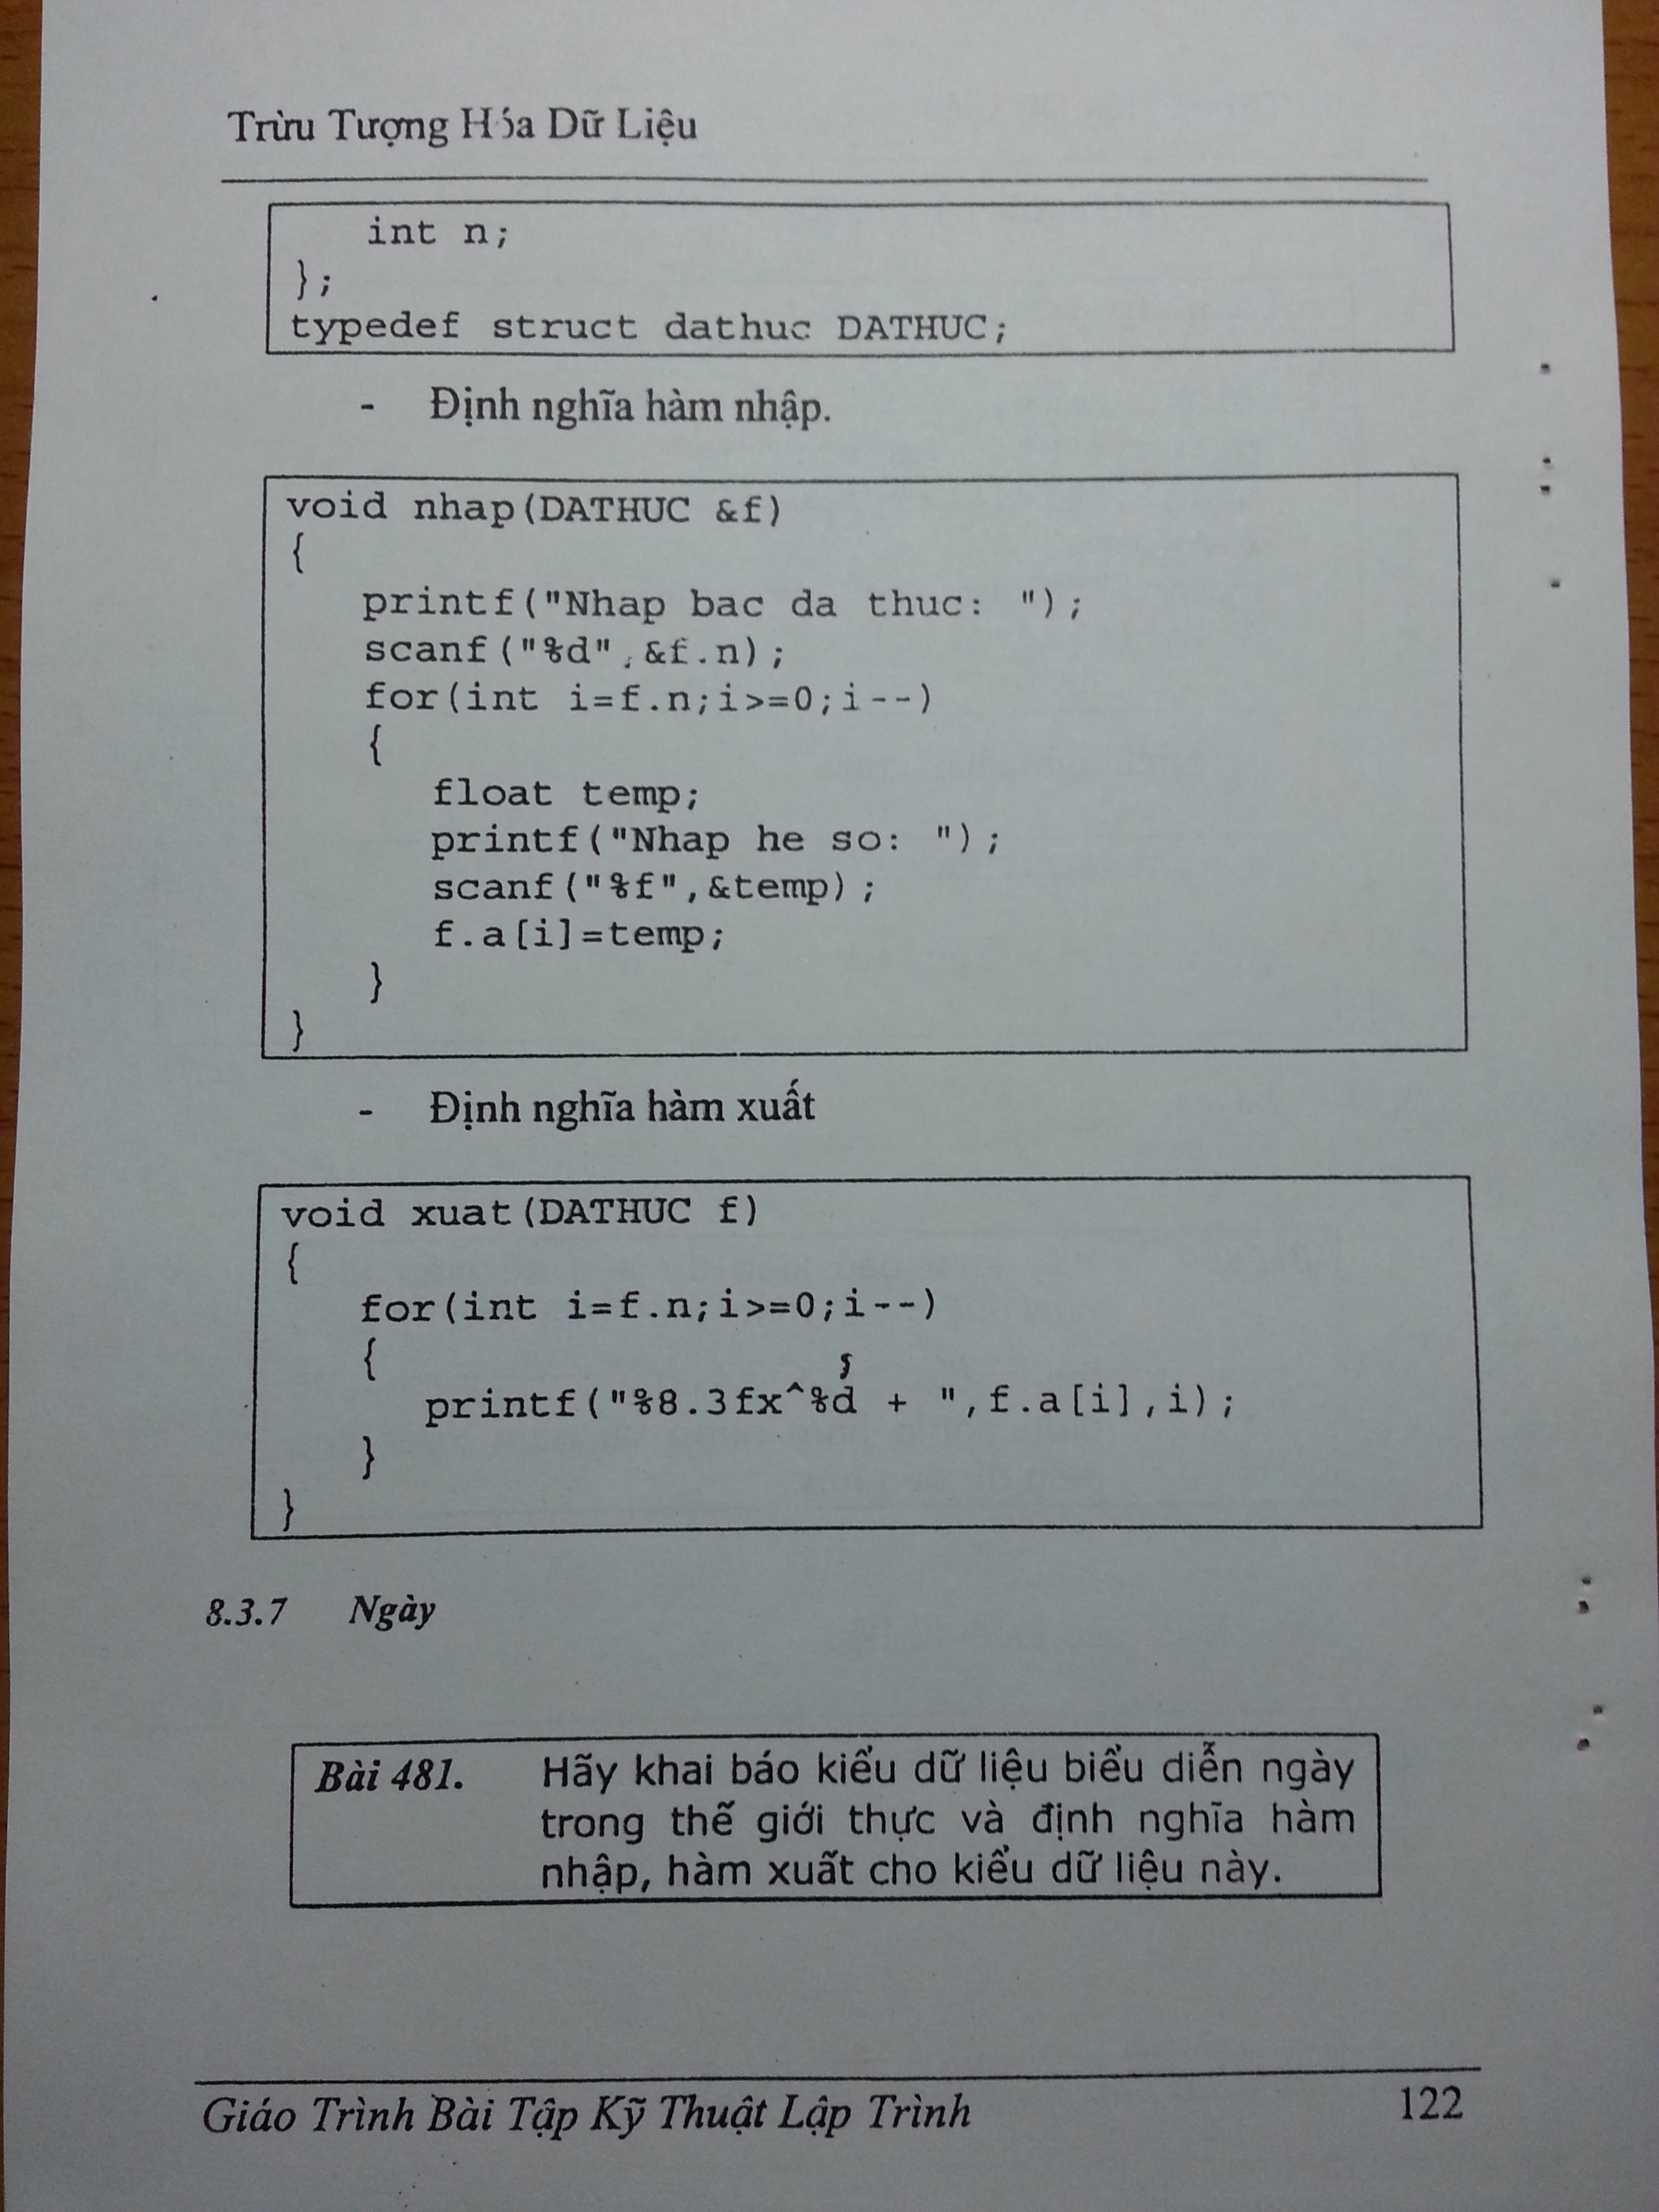 Trừu Tượng Hóa Dữ Liệu
int n;
};
typedef struct dathuc DATHUC;
- Định nghĩa hàm nhập.
void nhap(DATHUC &f)
{
printf("Nhap bac da thuc: ");
scanf("%d",&f.n);
for(int i=f.n;i>=0;i--)
{
float temp;
printf("Nhap he so: ");
scanf("%f",&temp);
f.a[i]=temp;
}
}
- Định nghĩa hàm xuất
void xuat(DATHUC f)
{
for(int i=f.n;i>=0;i--)
{
printf("%8.3fx^%d + ",f.a[i],i);
}
}
8.3.7 Ngày
Bài 481. Hãy khai báo kiểu dữ liệu biểu diễn ngày
trong thế giới thực và định nghĩa hàm
nhập, hàm xuất cho kiểu dữ liệu này.
Giáo Trình Bài Tập Kỹ Thuật Lập Trình 122